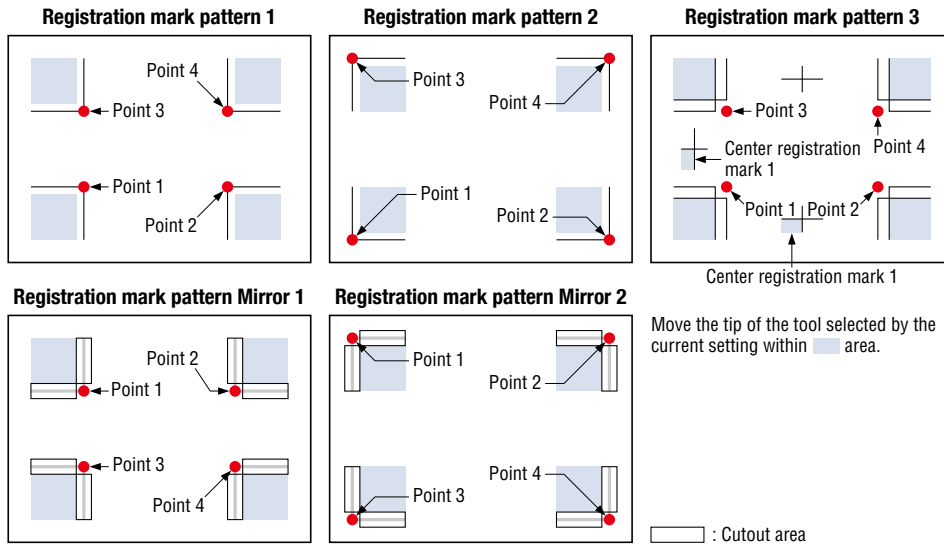 Registration mark pattern 1
Point 4
Point 3
Point 1
Point 2
Registration mark pattern 2
Point 3
Point 4
Point 1
Point 2
Registration mark pattern 3
Point 3
Point 4
Center registration
mark 1
Point 1
Point 2
Center registration mark 1
Registration mark pattern Mirror 1
Point 2
Point 1
Point 3
Point 4
Registration mark pattern Mirror 2
Point 1
Point 2
Point 4
Point 3
Move the tip of the tool selected by the
current setting within area.
: Cutout area